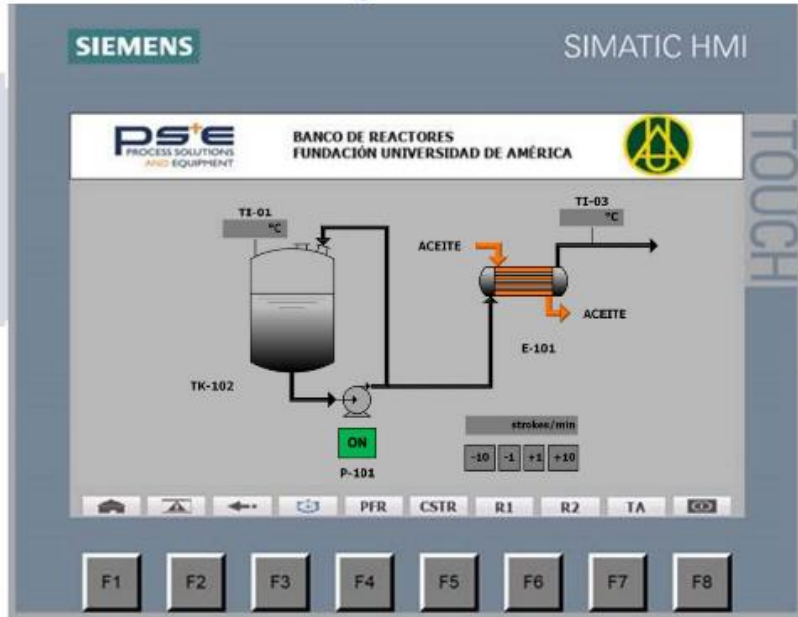 SIEMENS
SIMATIC HMI
TOUCH
PS+E
PROCESS SOLUTIONS
AND EQUIPMENT
BANCO DE REACTORES
FUNDACIÓN UNIVERSIDAD DE AMÉRICA
TI-01
°C
TI-03
°C
ACEITE
ACEITE
E-101
TK-102
ON
P-101
strokes/min
-10 -1 +1 +10
PFR CSTR R1 R2 TA
F1 F2 F3 F4 F5 F6 F7 F8